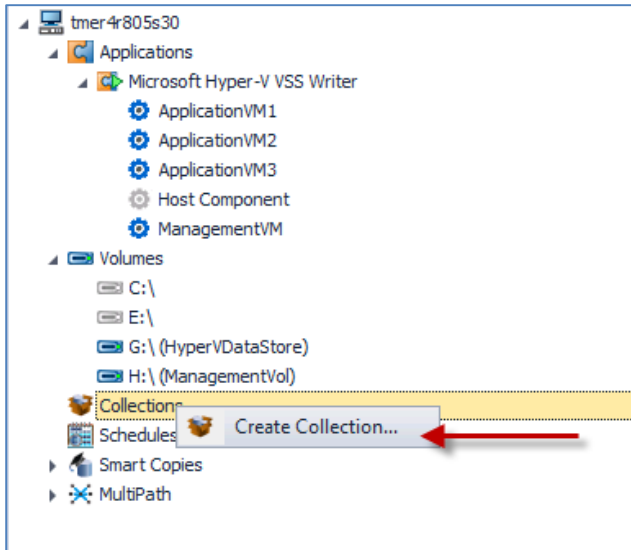 tmer4r805s30
Applications
Microsoft Hyper-V VSS Writer
ApplicationVM1
ApplicationVM2
ApplicationVM3
Host Component
ManagementVM
Volumes
C:\
E:\
G:\ (HyperVDataStore)
H:\ (ManagementVol)
Collections
Create Collection...
Schedules
Smart Copies
MultiPath